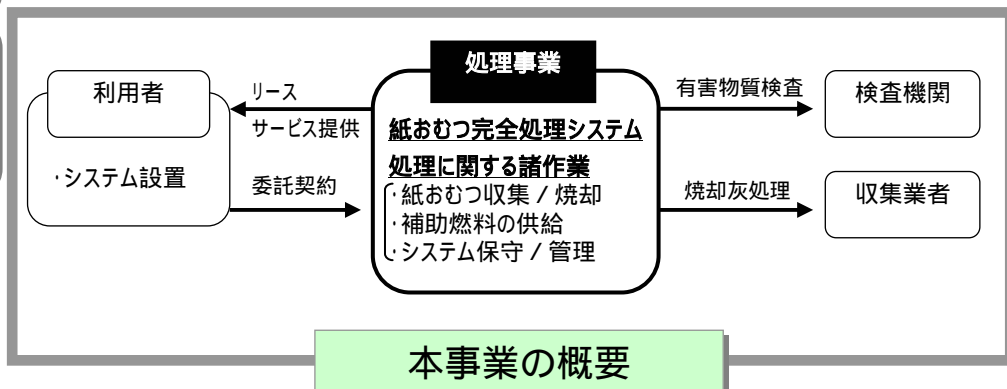 処理事業
利用者
・システム設置
リース
サービス提供
委託契約
紙おむつ完全処理システム
処理に関する諸作業
・紙おむつ収集/焼却
・補助燃料の供給
・システム保守/管理
有害物質検査
検査機関
焼却灰処理
収集業者
本事業の概要